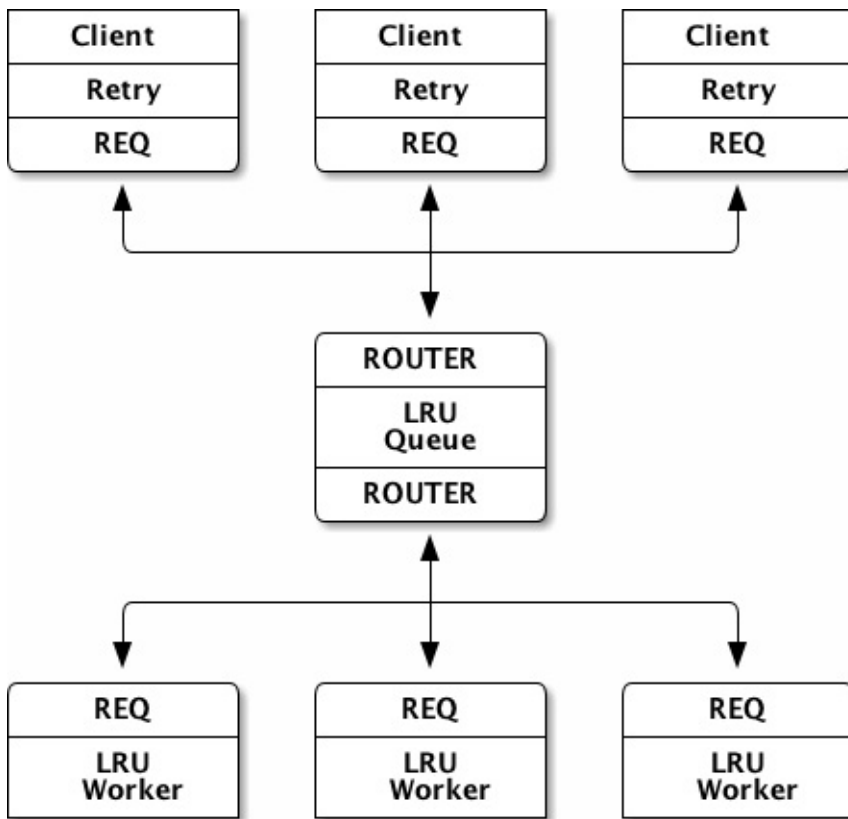 Client Client Client
Retry Retry Retry
REQ REQ REQ
ROUTER
LRU
Queue
ROUTER
REQ REQ REQ
LRU LRU LRU
Worker Worker Worker